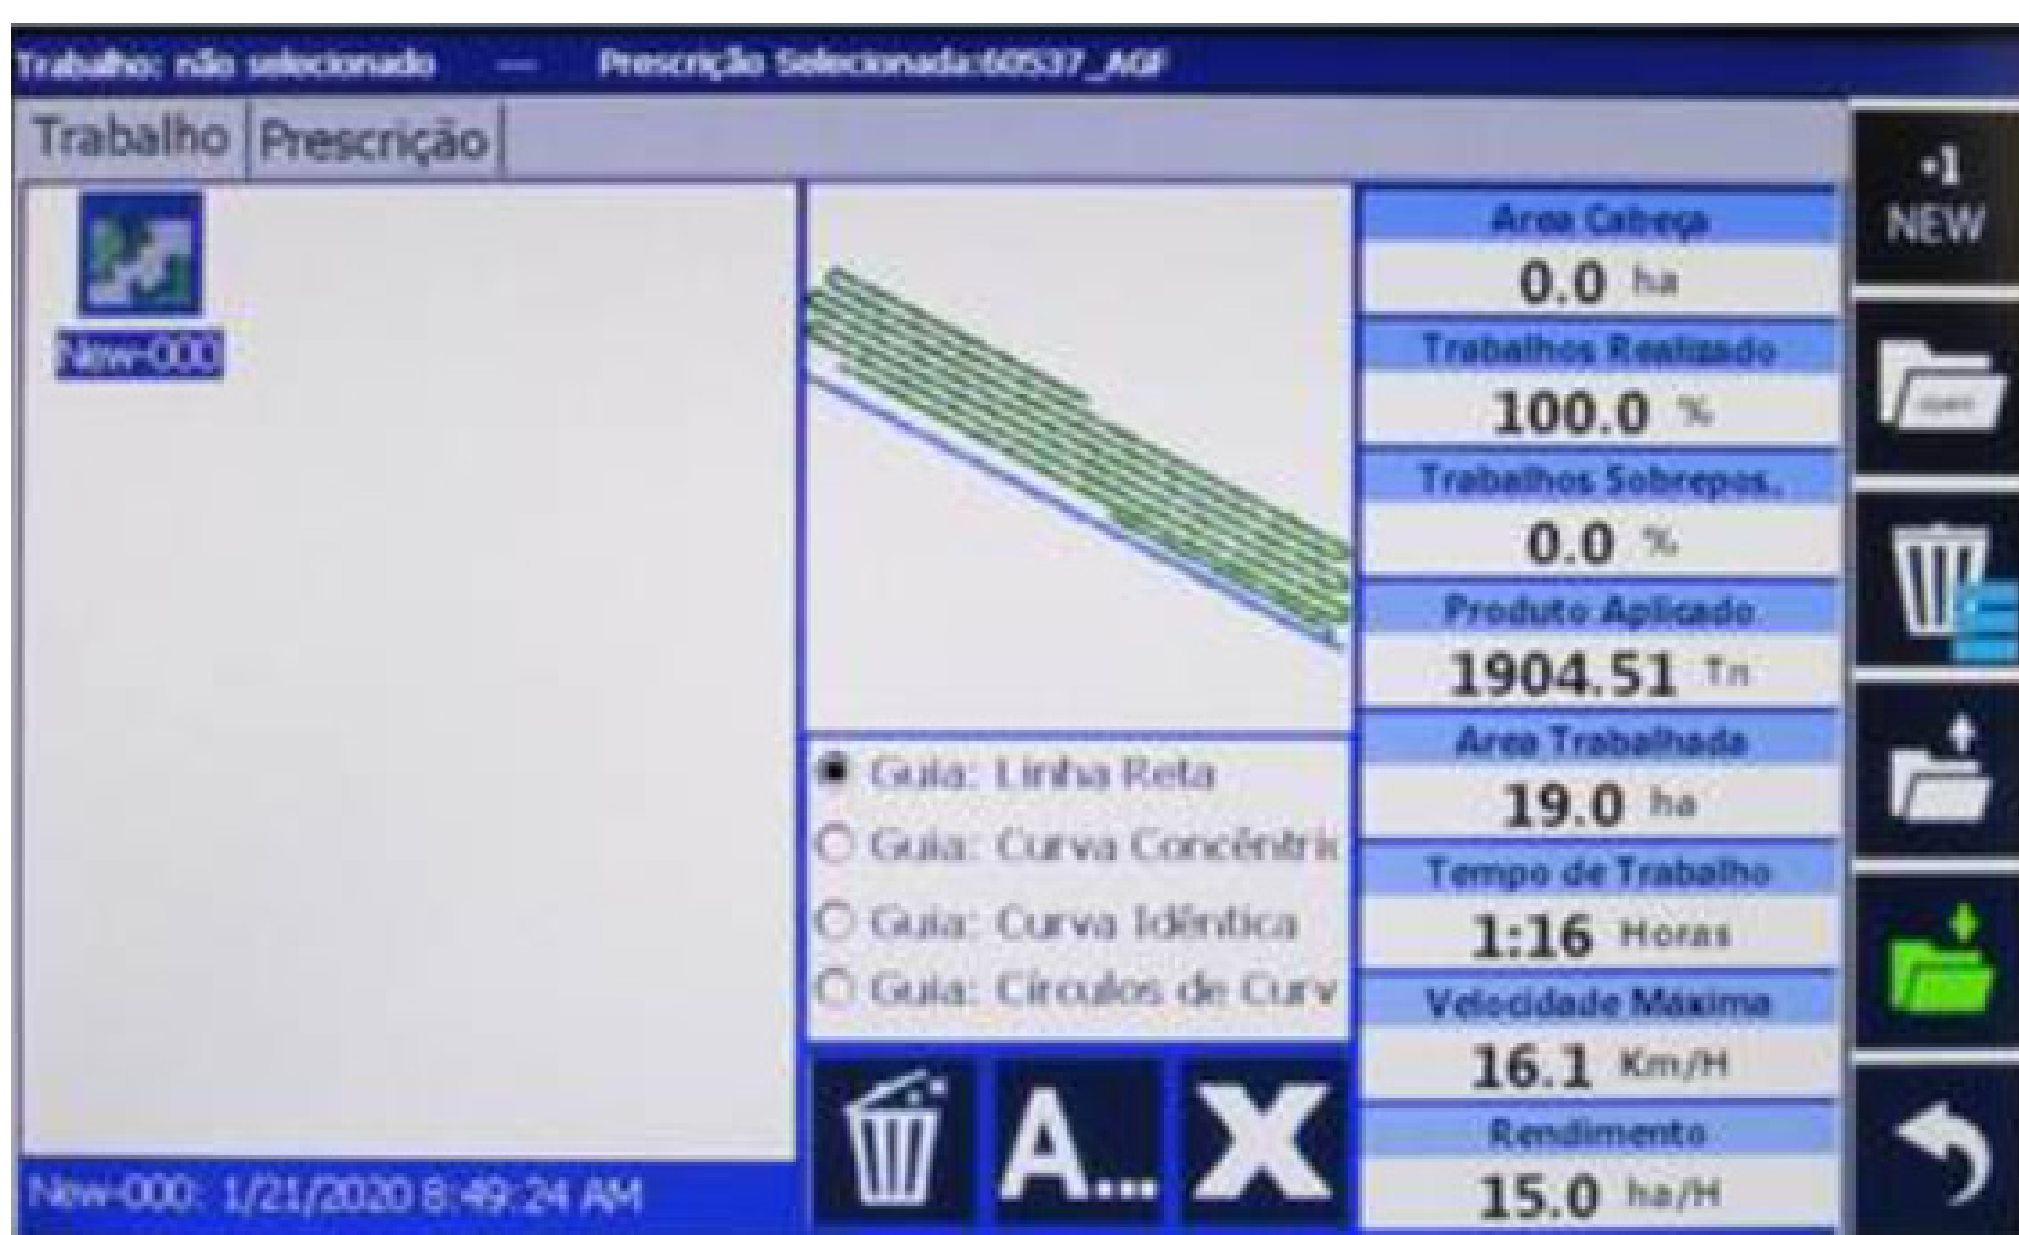 Trabalho: não selecionado — Prescrição Selecionada:60537_AGF
Trabalho
Prescrição
New-000
New-000: 1/21/2020 8:49:24 AM
Guia: Linha Reta
Guia: Curva Concêntric
Guia: Curva Idêntica
Guia: Círculos de Curv
A...
X
Area Cabeça
0.0 ha
Trabalhos Realizado
100.0 %
Trabalhos Sobrepos.
0.0 %
Produto Aplicado
1904.51 Tn
Area Trabalhada
19.0 ha
Tempo de Trabalho
1:16 Horas
Velocidade Máxima
16.1 Km/H
Rendimento
15.0 ha/H
•1
NEW
open